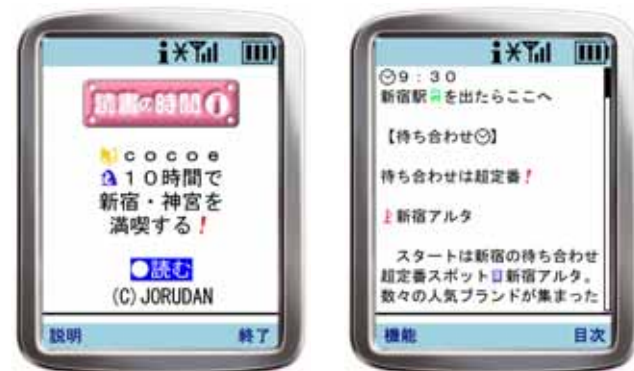 読書の時間
cocoe
10時間で
新宿・神宮を
満喫する!
●読む
(C) JORUDAN
説明
終了
9:30
新宿駅を出たらここへ
【待ち合わせ】
待ち合わせは超定番!
新宿アルタ
スタートは新宿の待ち合わせ
超定番スポット新宿アルタ。
数々の人気ブランドが集まった
機能
目次